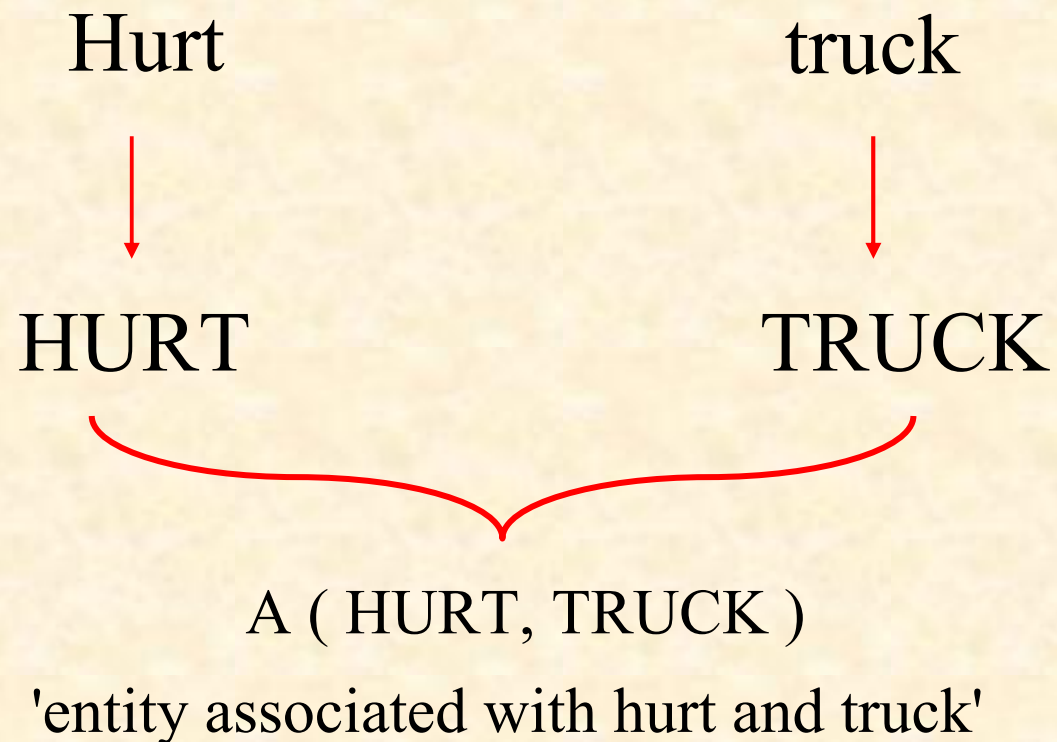 Hurt truck
HURT TRUCK
A ( HURT, TRUCK )
'entity associated with hurt and truck'